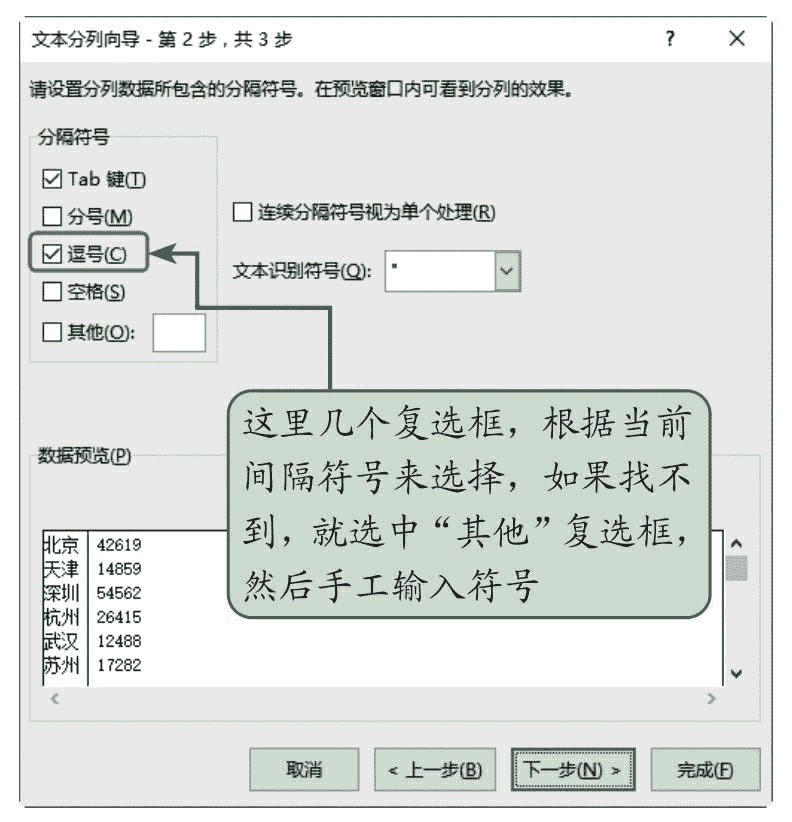 文本分列向导 - 第 2 步，共 3 步 ? ×
请设置分列数据所包含的分隔符号。在预览窗口内可看到分列的效果。
分隔符号
Tab 键(T)
分号(M)
逗号(C)
空格(S)
其他(O):
连续分隔符号视为单个处理(R)
文本识别符号(Q): "
这里几个复选框，根据当前
间隔符号来选择，如果找不
到，就选中“其他”复选框，
然后手工输入符号
数据预览(P)
北京 42619
天津 14859
深圳 54562
杭州 26415
武汉 12488
苏州 17282
取消 < 上一步(B) 下一步(N) > 完成(F)